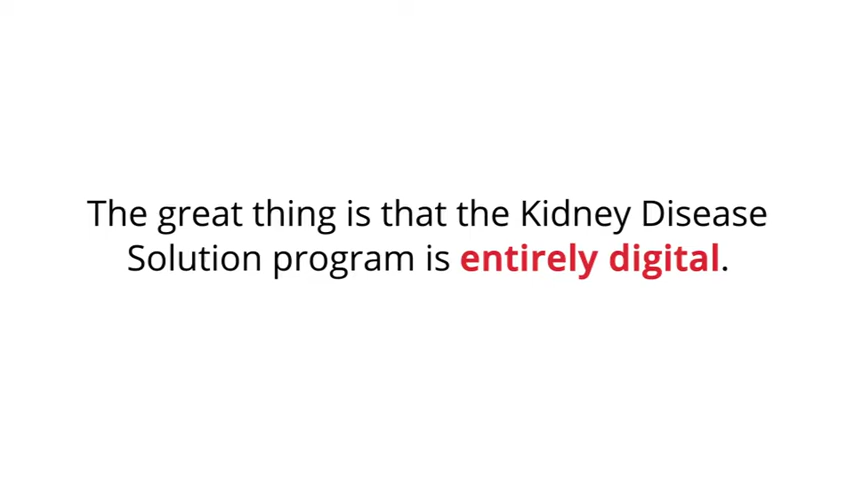 The great thing is that the Kidney Disease
Solution program is entirely digital.